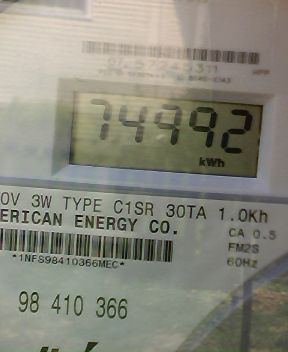 74992
kWh
0V 3W TYPE C1SR 30TA 1.0Kh
ERICAN ENERGY CO.
CA 0.5
FM2S
60Hz
*1NFS98410366MEC*
98 410 366